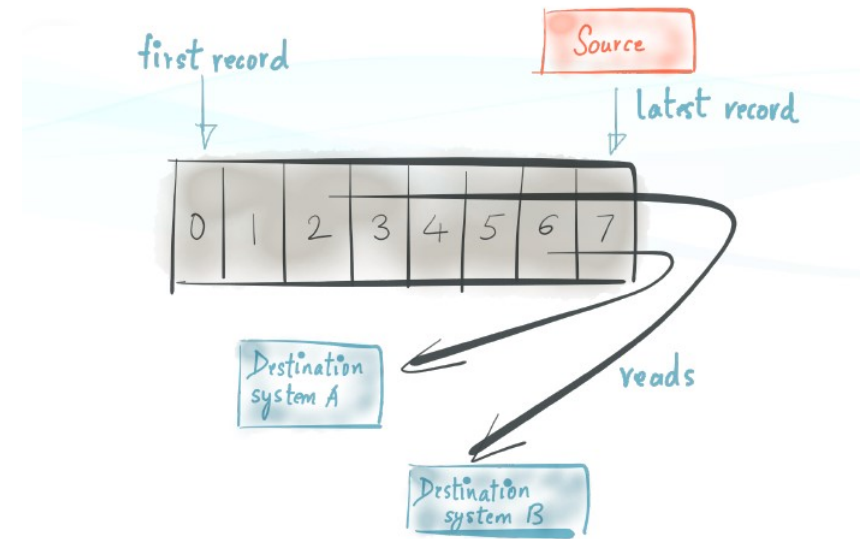 Source
first record
latest record
0 1 2 3 4 5 6 7
Destination
system A
reads
Destination
system B